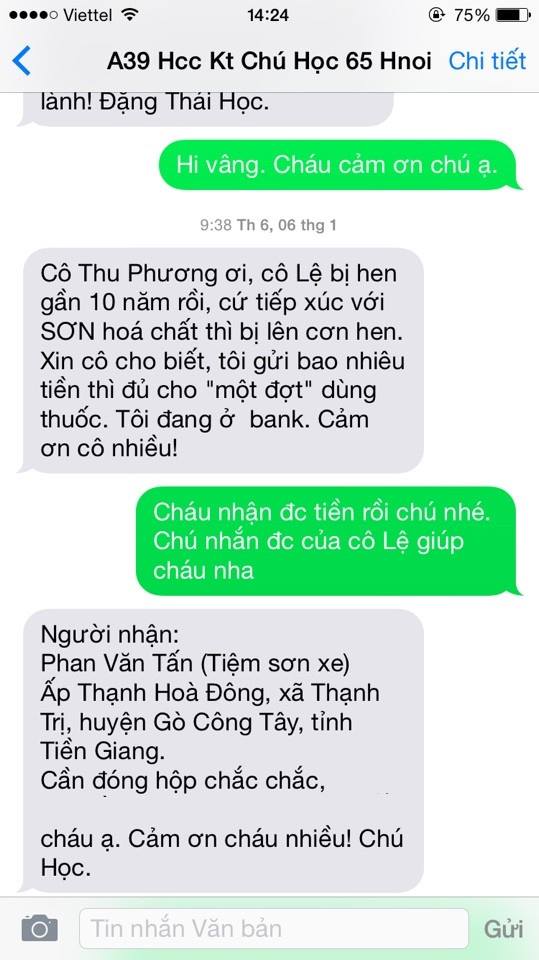 Viettel 14:24 75%
A39 Hcc Kt Chú Học 65 Hnoi Chi tiết
lành! Đặng Thái Học.
Hi vâng. Cháu cảm ơn chú ạ.
9:38 Th 6, 06 thg 1
Cô Thu Phương ơi, cô Lệ bị hen
gần 10 năm rồi, cứ tiếp xúc với
SƠN hoá chất thì bị lên cơn hen.
Xin cô cho biết, tôi gửi bao nhiêu
tiền thì đủ cho "một đợt" dùng
thuốc. Tôi đang ở bank. Cảm
ơn cô nhiều!
Cháu nhận đc tiền rồi chú nhé.
Chú nhắn đc của cô Lệ giúp
cháu nha
Người nhận:
Phan Văn Tấn (Tiệm sơn xe)
Ấp Thạnh Hoà Đông, xã Thạnh
Trị, huyện Gò Công Tây, tỉnh
Tiền Giang.
Cần đóng hộp chắc chắc,
cháu ạ. Cảm ơn cháu nhiều! Chú
Học.
Tin nhắn Văn bản Gửi